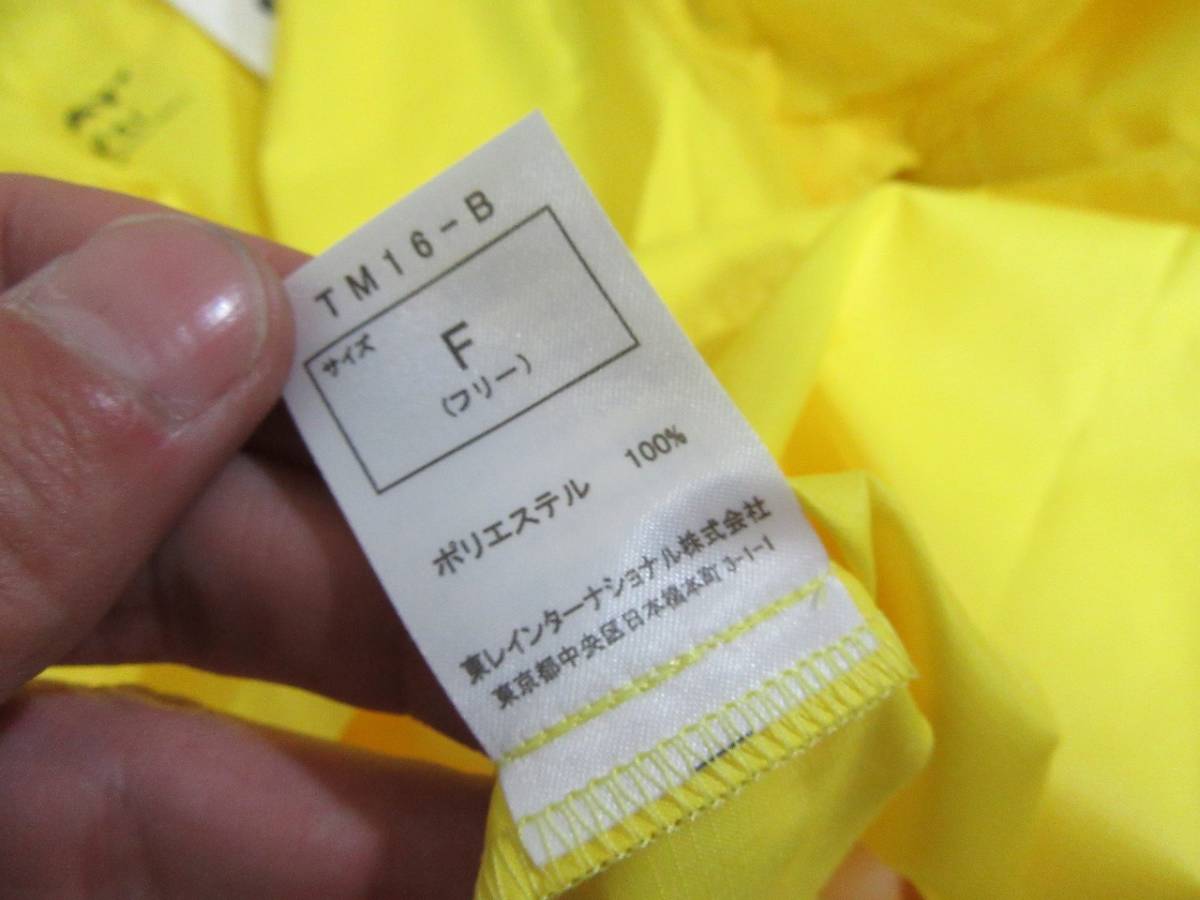 TM16-B
サイズ
F
(フリー)
ポリエステル 100%
東レインターナショナル株式会社
東京都中央区日本橋本町3-1-1